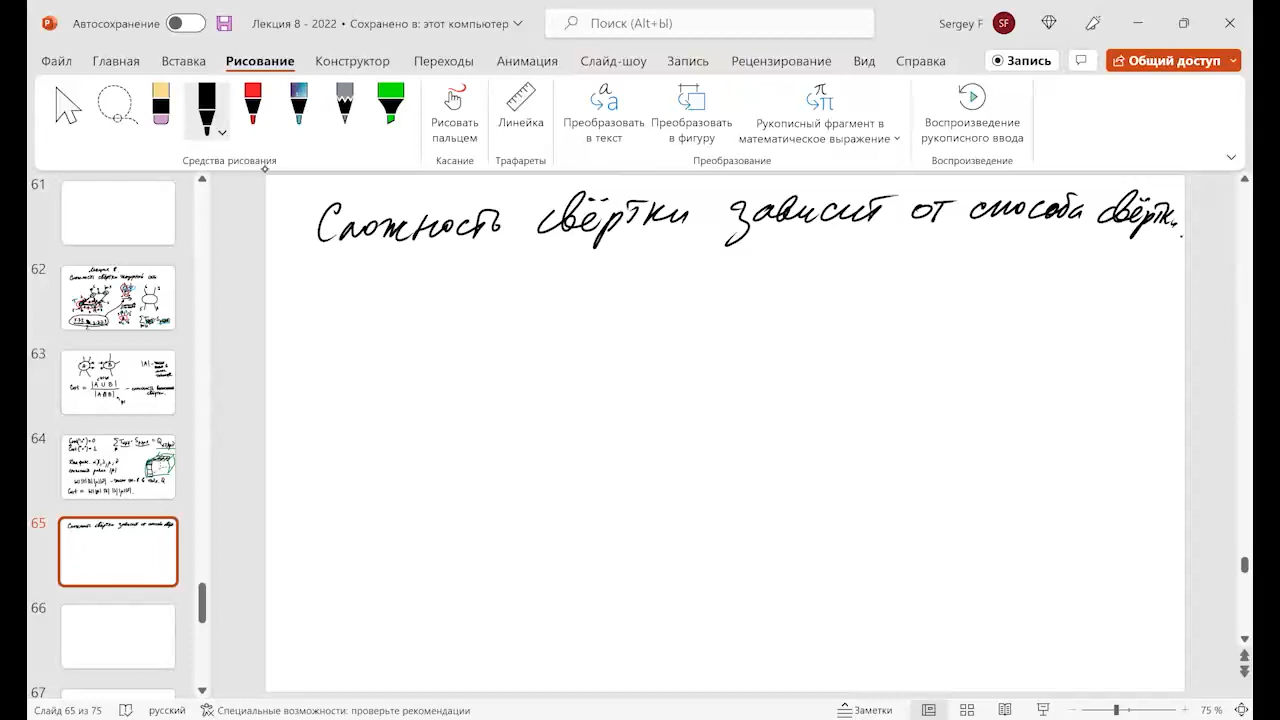 Автосохранение
Лекция 8 - 2022 • Сохранено в: этот компьютер
Поиск (Alt+Ы)
Sergey F
SF
Файл Главная Вставка Рисование Конструктор Переходы Анимация Слайд-шоу Запись Рецензирование Вид Справка
Запись
Общий доступ
Рисовать пальцем
Линейка
Преобразовать в текст
Преобразовать в фигуру
Рукописный фрагмент в математическое выражение
Воспроизведение рукописного ввода
Средства рисования Касание Трафареты Преобразование Воспроизведение
61
62
63
64
65
66
67
Сложность свёртки зависит от способа свёртки.
Слайд 65 из 75 русский Специальные возможности: проверьте рекомендации Заметки 75 %